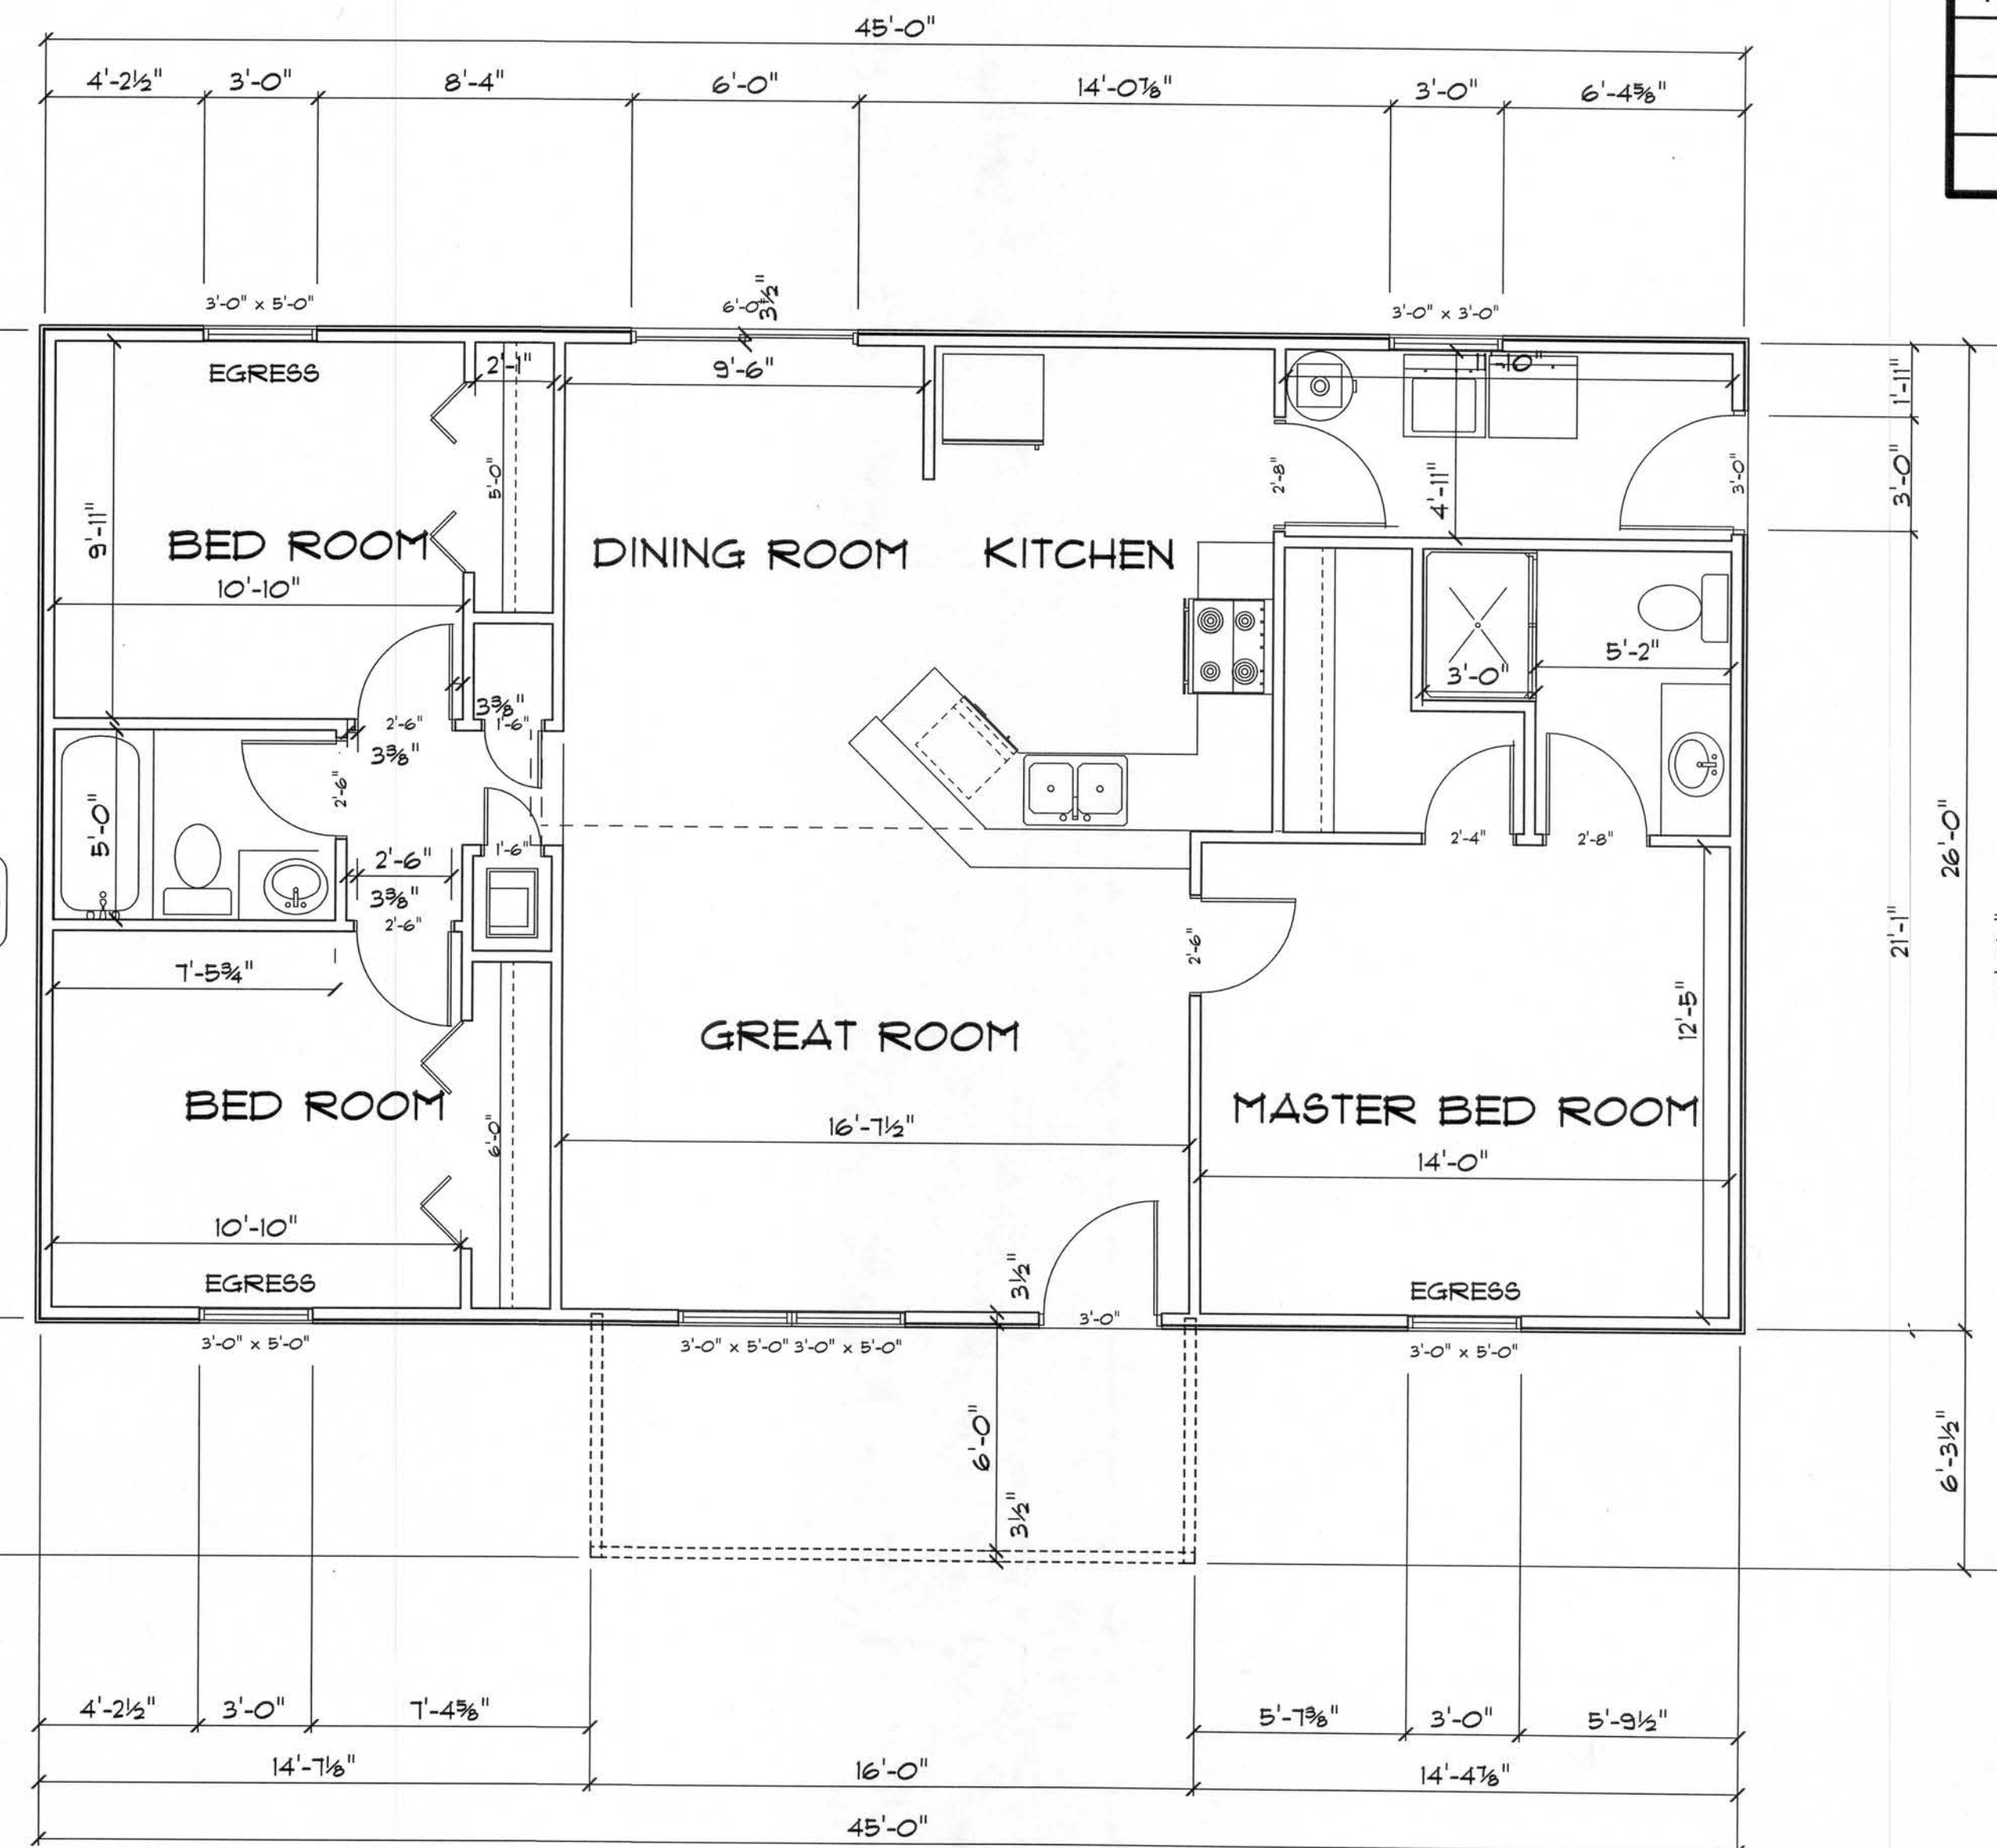 45'-0"
4'-2½" 3'-0" 8'-4" 6'-0" 14'-0⅞" 3'-0" 6'-4⅝"
3'-0" x 5'-0" 3½" 3'-0" x 3'-0"
EGRESS 2'-1" 9'-6" 1'-11"
5'-0" 2'-8" 4'-11" 3'-0" 3'-0"
9'-11" BED ROOM DINING ROOM KITCHEN
10'-10"
5'-2"
3'-0"
3⅜"
2'-6" 1'-6"
3⅜"
2'-6"
5'-0" 26'-0"
2'-4" 2'-8"
2'-6" 1'-6"
3⅜"
2'-6"
2'-6" 21'-1"
7'-5¾"
12'-5"
GREAT ROOM
BED ROOM MASTER BED ROOM
6'-0" 16'-7½"
14'-0"
10'-10"
EGRESS 3½" EGRESS
3'-0"
3'-0" x 5'-0" 3'-0" x 5'-0" 3'-0" x 5'-0" 3'-0" x 5'-0"
6'-0" 6'-3½"
3½"
4'-2½" 3'-0" 7'-4⅝" 5'-7⅜" 3'-0" 5'-9½"
14'-7⅛" 16'-0" 14'-4⅞"
45'-0"